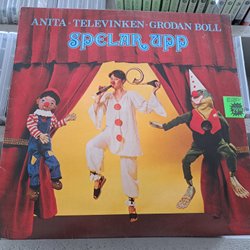 ANITA · TELEVINKEN · GRODAN BOLL
SPELAR UPP